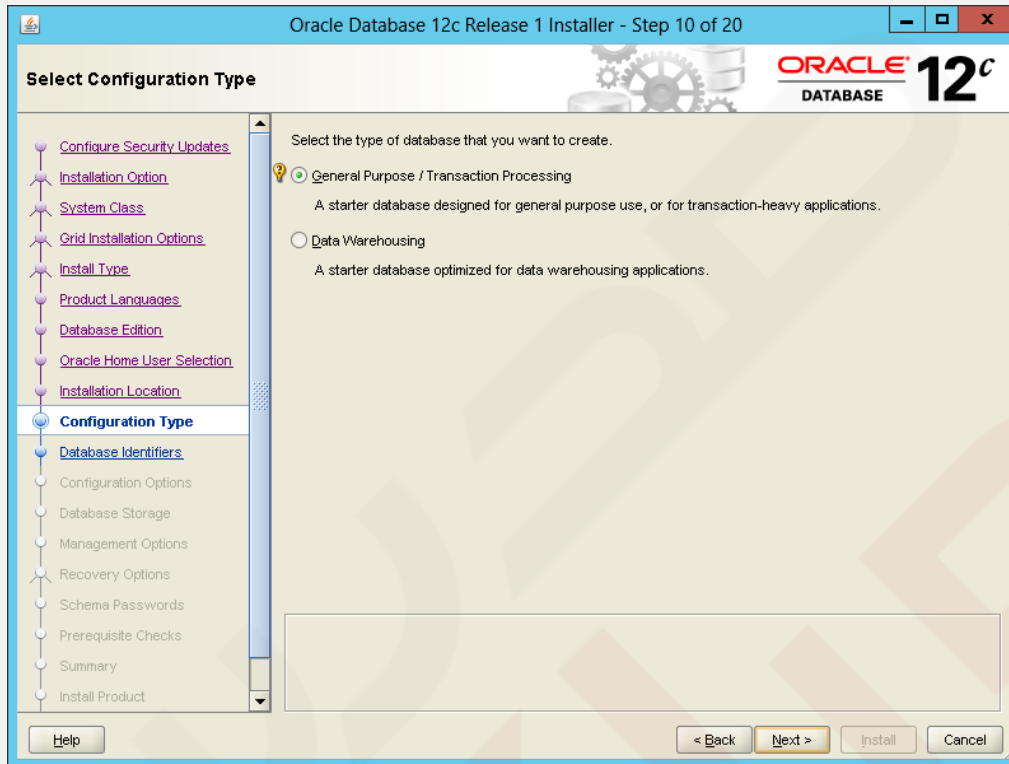 Oracle Database 12c Release 1 Installer - Step 10 of 20
Select Configuration Type
ORACLE
DATABASE
12c
Configure Security Updates
Installation Option
System Class
Grid Installation Options
Install Type
Product Languages
Database Edition
Oracle Home User Selection
Installation Location
Configuration Type
Database Identifiers
Configuration Options
Database Storage
Management Options
Recovery Options
Schema Passwords
Prerequisite Checks
Summary
Install Product
Select the type of database that you want to create.
General Purpose / Transaction Processing
A starter database designed for general purpose use, or for transaction-heavy applications.
Data Warehousing
A starter database optimized for data warehousing applications.
Help
< Back
Next >
Install
Cancel